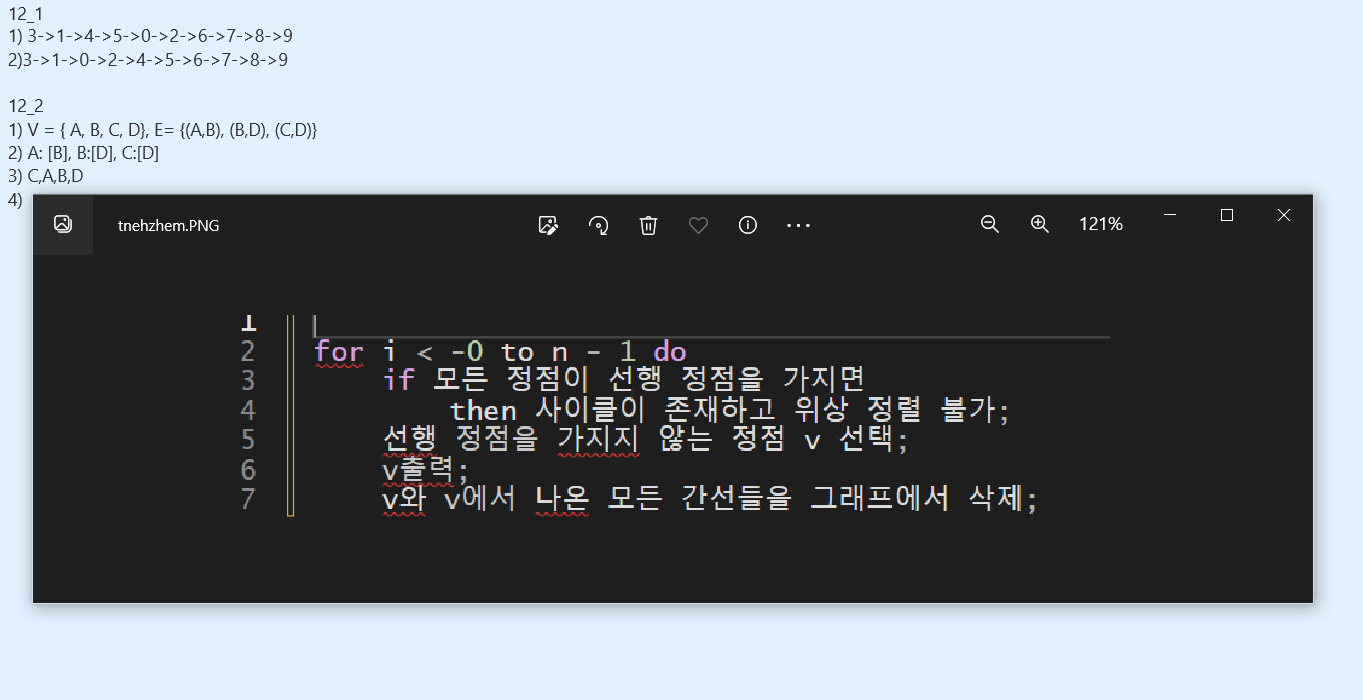 12_1
1) 3->1->4->5->0->2->6->7->8->9
2)3->1->0->2->4->5->6->7->8->9
12_2
1) V = { A, B, C, D}, E= {(A,B), (B,D), (C,D)}
2) A: [B], B:[D], C:[D]
3) C,A,B,D
4)
tnehzhem.PNG
121%
1
2 for i < -0 to n - 1 do
3 if 모든 정점이 선행 정점을 가지면
4 then 사이클이 존재하고 위상 정렬 불가;
5 선행 정점을 가지지 않는 정점 v 선택;
6 v출력;
7 v와 v에서 나온 모든 간선들을 그래프에서 삭제;